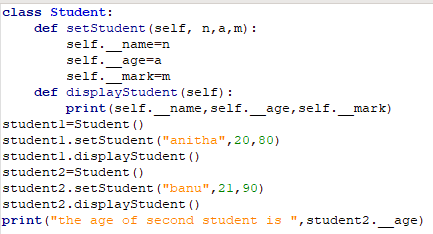 class Student:
    def setStudent(self, n,a,m):
        self.__name=n
        self.__age=a
        self.__mark=m
    def displayStudent(self):
        print(self.__name,self.__age,self.__mark)
student1=Student()
student1.setStudent("anitha",20,80)
student1.displayStudent()
student2=Student()
student2.setStudent("banu",21,90)
student2.displayStudent()
print("the age of second student is ",student2.__age)